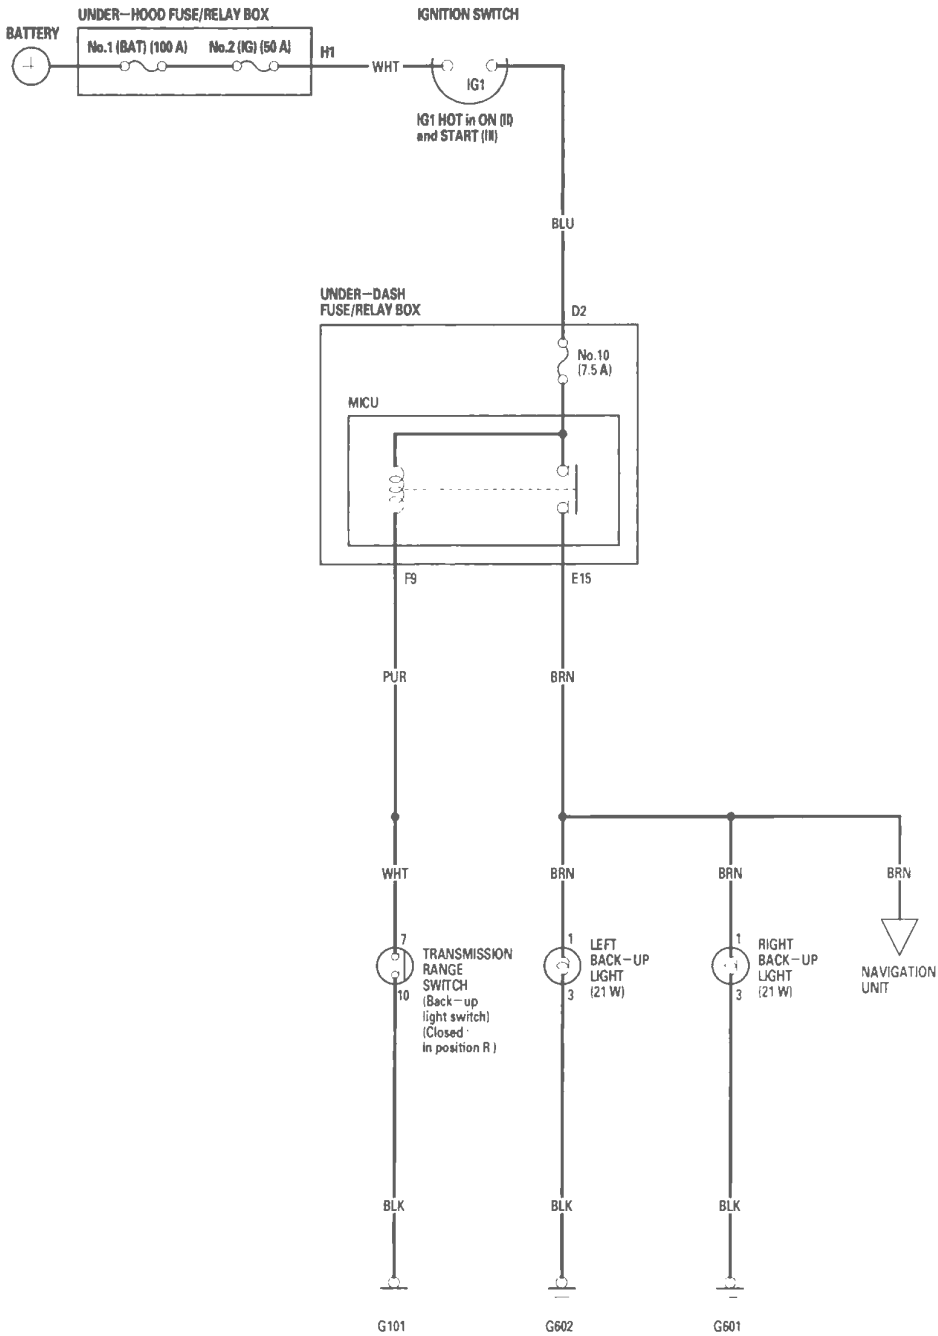 UNDER-HOOD FUSE/RELAY BOX
IGNITION SWITCH
BATTERY
No.1 (BAT) (100 A)
No.2 (IG) (50 A)
H1
WHT
IG1
IG1 HOT in ON (II)
and START (III)
BLU
UNDER-DASH
FUSE/RELAY BOX
D2
No.10
(7.5 A)
MICU
F9
E15
PUR
BRN
WHT
BRN
BRN
BRN
7
10
TRANSMISSION
RANGE
SWITCH
(Back-up
light switch)
(Closed
in position R)
1
3
LEFT
BACK-UP
LIGHT
(21 W)
1
3
RIGHT
BACK-UP
LIGHT
(21 W)
NAVIGATION
UNIT
BLK
BLK
BLK
G101
G602
G601